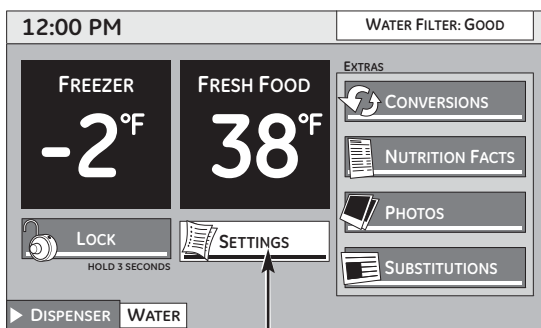 12:00 PM
WATER FILTER: GOOD
FREEZER
-2°F
FRESH FOOD
38°F
EXTRAS
CONVERSIONS
NUTRITION FACTS
PHOTOS
SUBSTITUTIONS
LOCK
HOLD 3 SECONDS
SETTINGS
DISPENSER
WATER